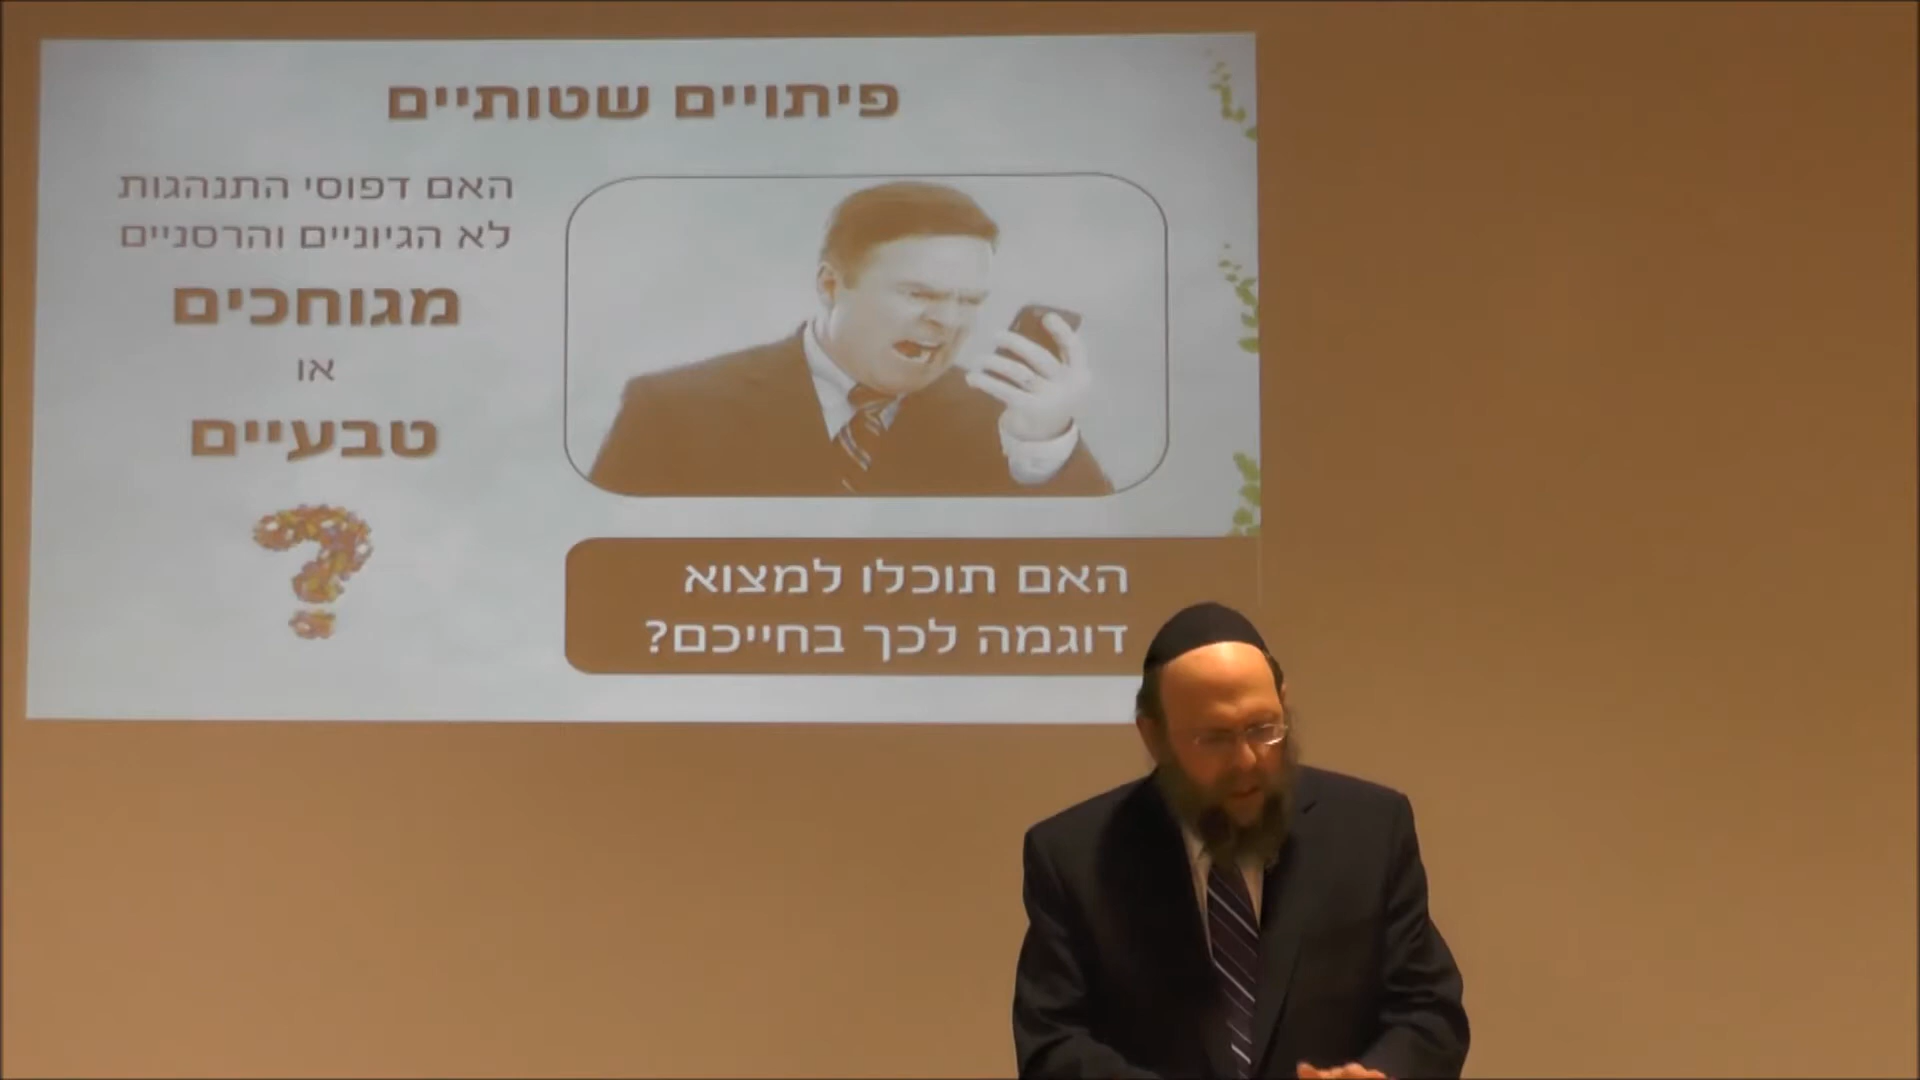 פיתויים שטותיים
האם דפוסי התנהגות
לא הגיוניים והרסניים
מגוחכים
או
טבעיים
?
האם תוכלו למצוא
דוגמה לכך בחייכם?